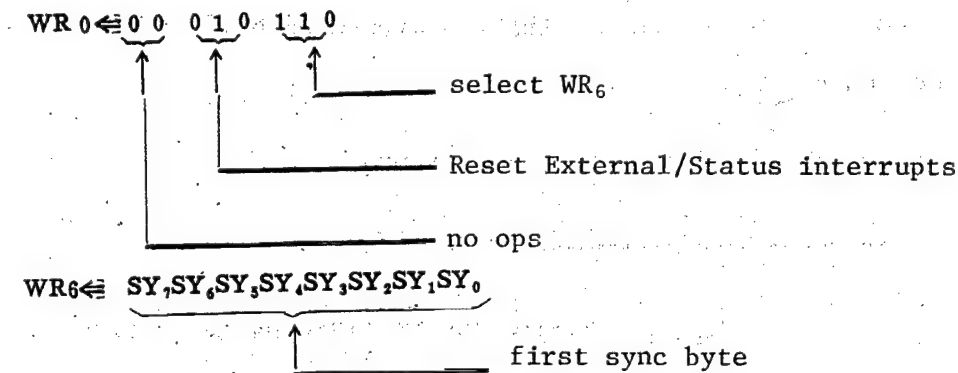 WR 0⇚ 0 0 0 1 0 1 1 0
select WR₆
Reset External/Status interrupts
no ops
WR6⇚ SY₇SY₆SY₅SY₄SY₃SY₂SY₁SY₀
first sync byte